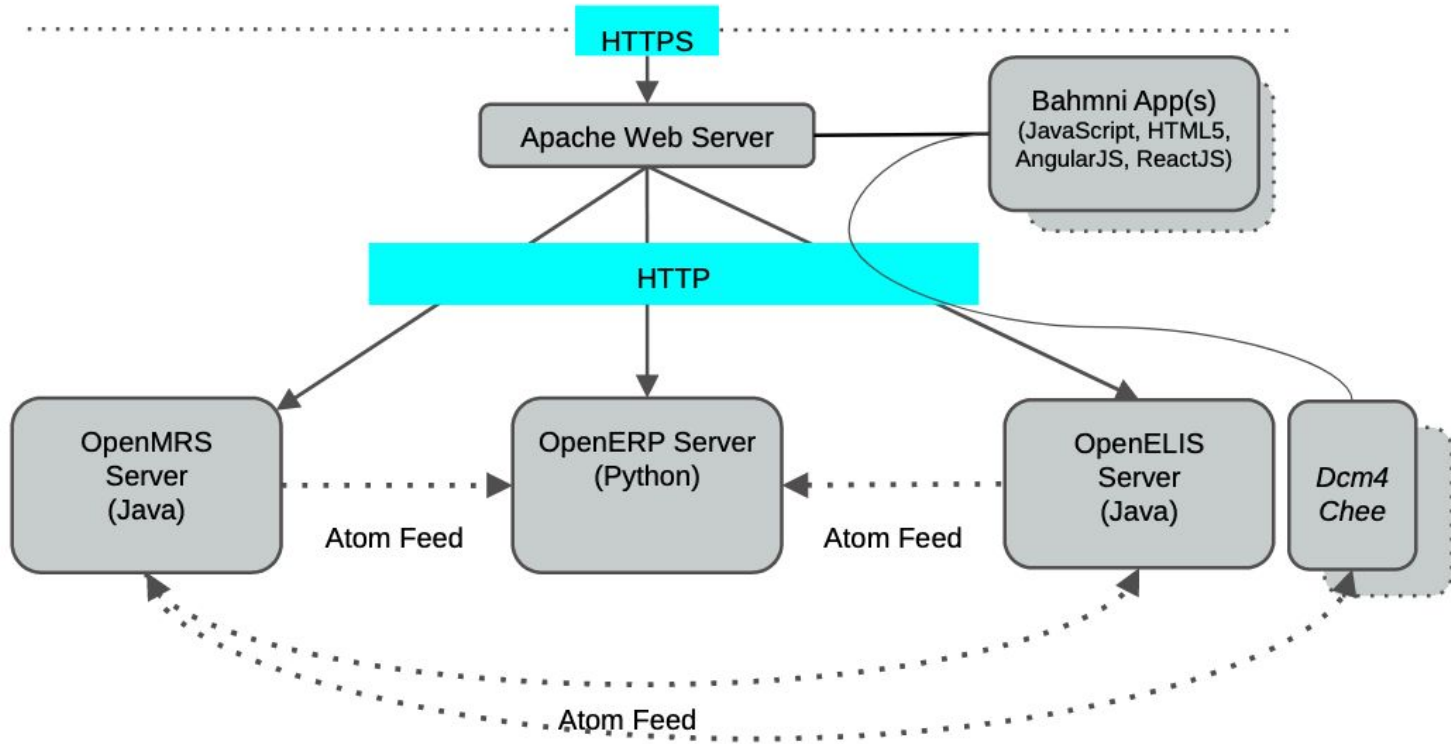 HTTPS
Apache Web Server
Bahmni App(s)
(JavaScript, HTML5,
AngularJS, ReactJS)
HTTP
OpenMRS
Server
(Java)
OpenERP Server
(Python)
OpenELIS
Server
(Java)
Dcm4
Chee
Atom Feed
Atom Feed
Atom Feed